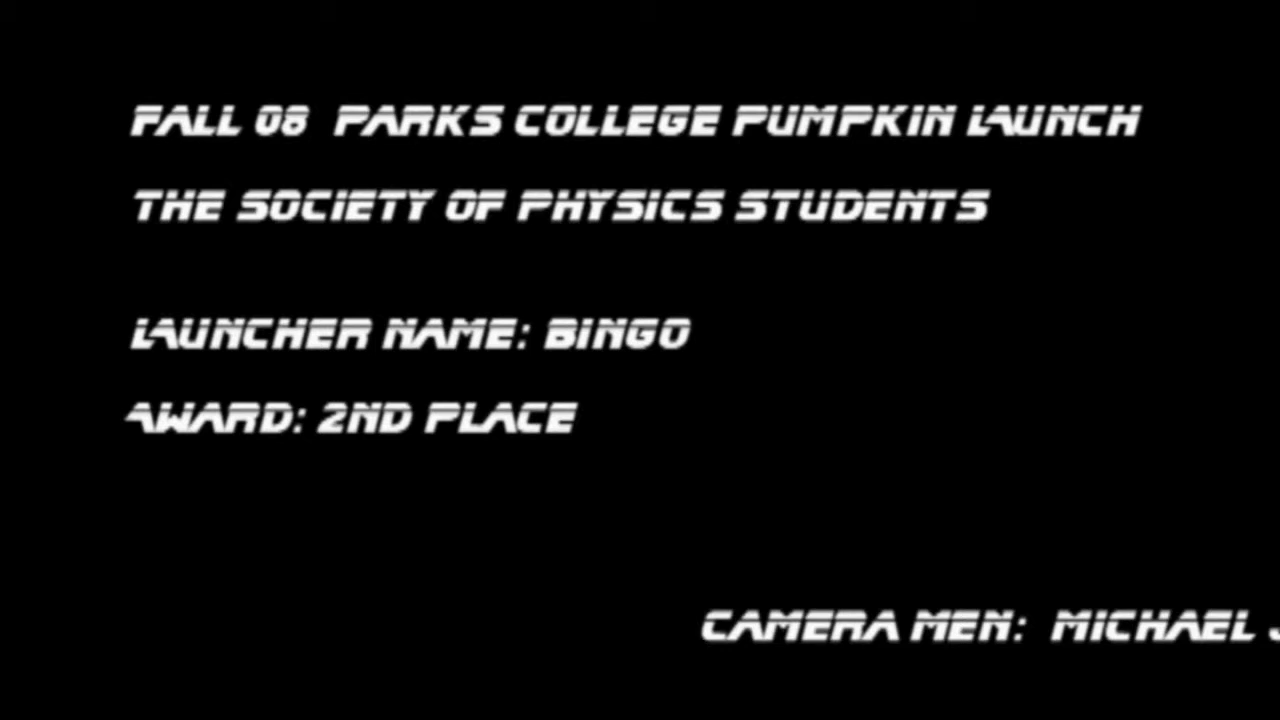 FALL 08 PARKS COLLEGE PUMPKIN LAUNCH
THE SOCIETY OF PHYSICS STUDENTS
LAUNCHER NAME: BINGO
AWARD: 2ND PLACE
CAMERA MEN: MICHAEL